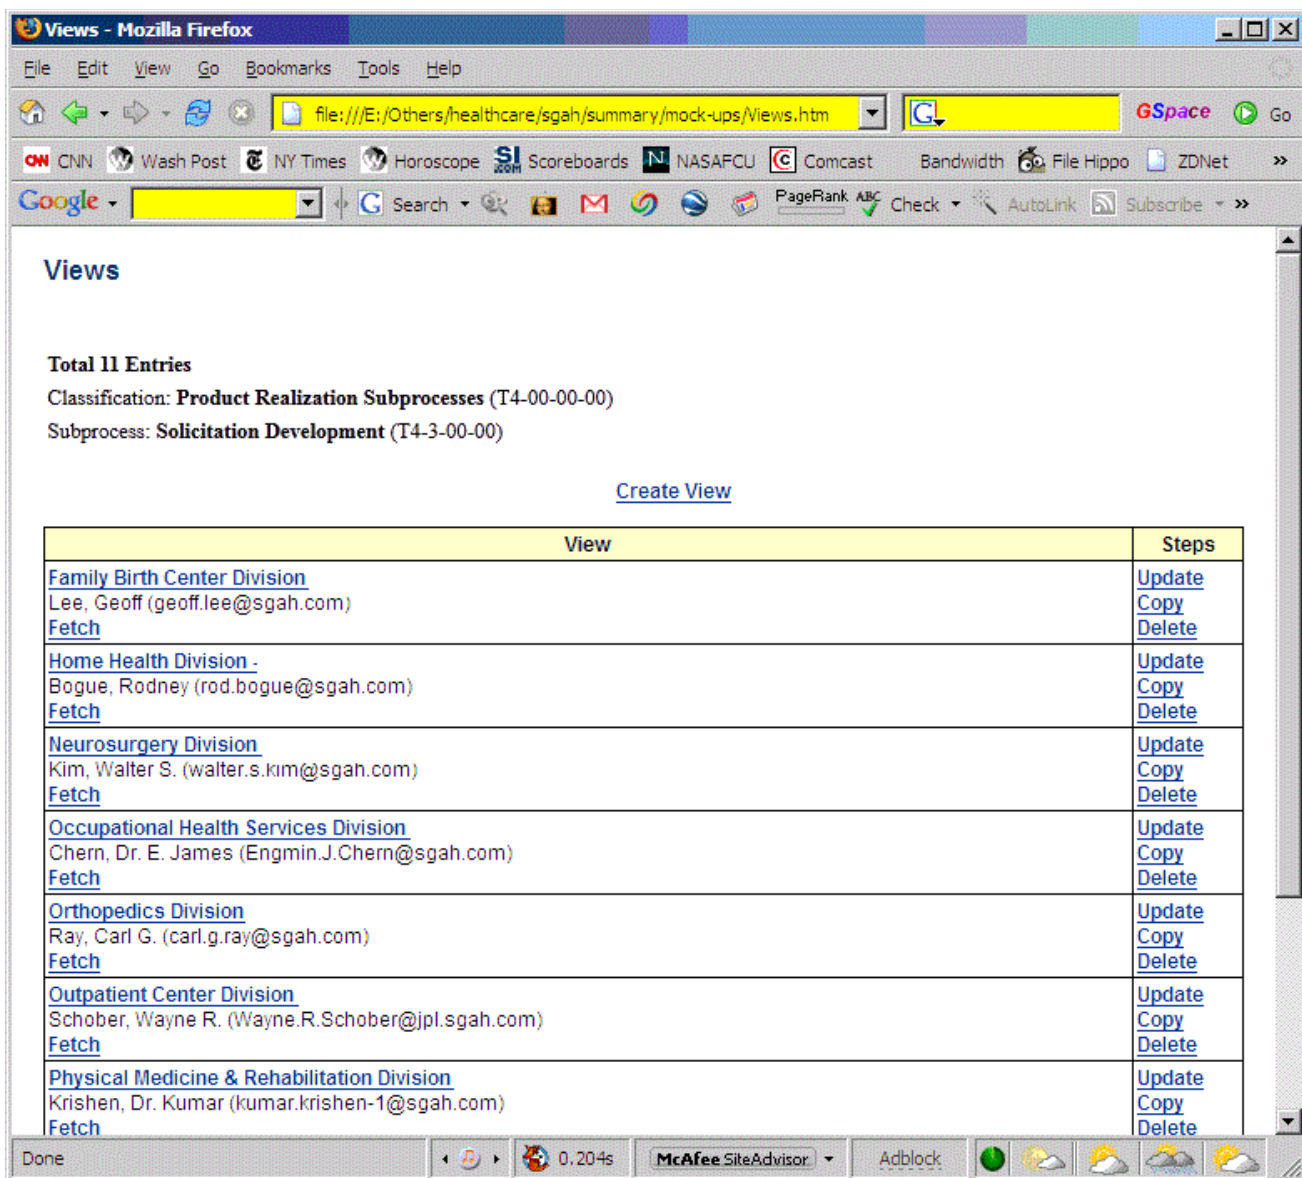 Views - Mozilla Firefox
File Edit View Go Bookmarks Tools Help
file:///E:/Others/healthcare/sgah/summary/mock-ups/Views.htm G GSpace Go
CNN CNN Wash Post NY Times Horoscope SI .COM Scoreboards N NASAFCU C Comcast Bandwidth File Hippo ZDNet »
Google G Search PageRank ABC Check AutoLink Subscribe »
Views
Total 11 Entries
Classification: Product Realization Subprocesses (T4-00-00-00)
Subprocess: Solicitation Development (T4-3-00-00)
Create View
View Steps
Family Birth Center Division Update
Lee, Geoff (geoff.lee@sgah.com) Copy
Fetch Delete
Home Health Division - Update
Bogue, Rodney (rod.bogue@sgah.com) Copy
Fetch Delete
Neurosurgery Division Update
Kim, Walter S. (walter.s.kim@sgah.com) Copy
Fetch Delete
Occupational Health Services Division Update
Chern, Dr. E. James (Engmin.J.Chern@sgah.com) Copy
Fetch Delete
Orthopedics Division Update
Ray, Carl G. (carl.g.ray@sgah.com) Copy
Fetch Delete
Outpatient Center Division Update
Schober, Wayne R. (Wayne.R.Schober@jpl.sgah.com) Copy
Fetch Delete
Physical Medicine & Rehabilitation Division Update
Krishen, Dr. Kumar (kumar.krishen-1@sgah.com) Copy
Fetch Delete
Done 0.204s McAfee SiteAdvisor Adblock